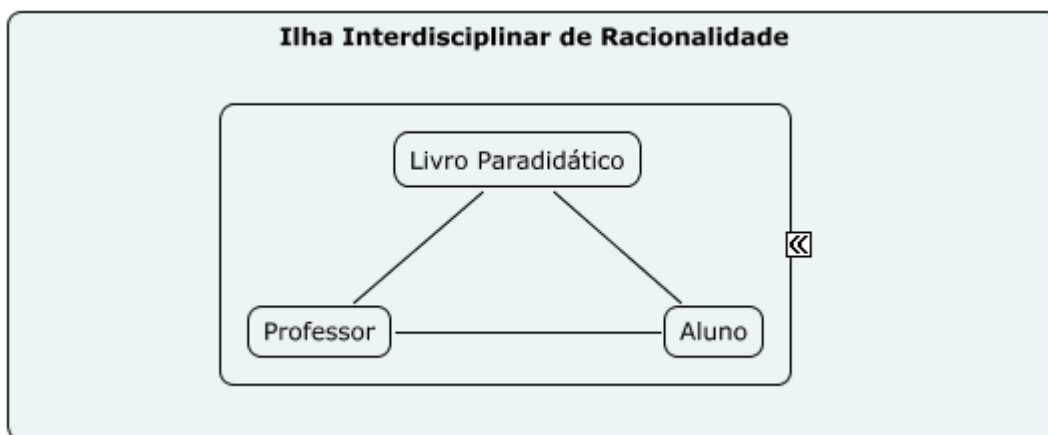 Ilha Interdisciplinar de Racionalidade
Livro Paradidático
Professor
Aluno